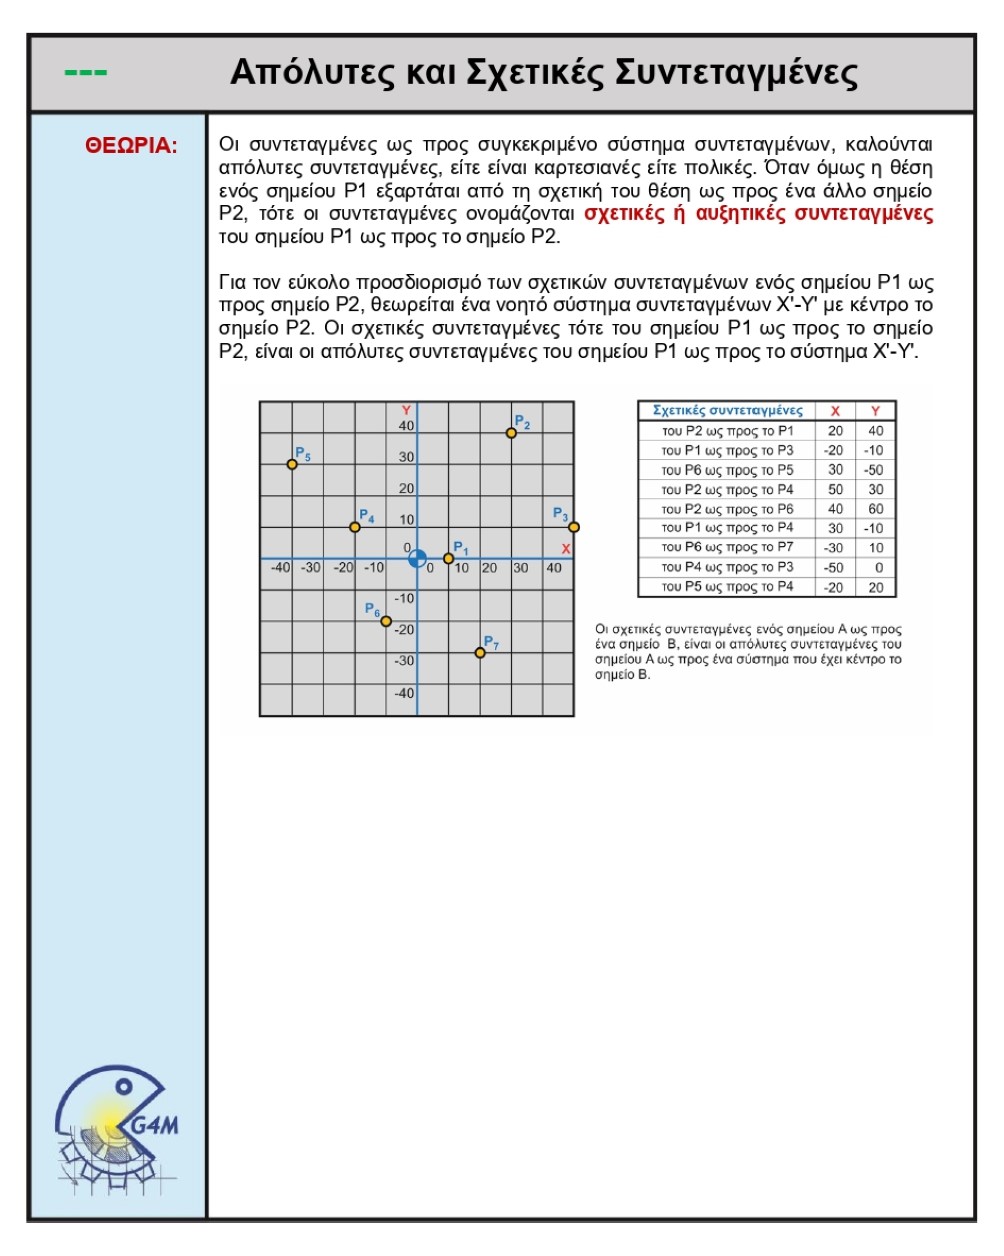 ---
Απόλυτες και Σχετικές Συντεταγμένες
ΘΕΩΡΙΑ:
Οι συντεταγμένες ως προς συγκεκριμένο σύστημα συντεταγμένων, καλούνται
απόλυτες συντεταγμένες, είτε είναι καρτεσιανές είτε πολικές. Όταν όμως η θέση
ενός σημείου P1 εξαρτάται από τη σχετική του θέση ως προς ένα άλλο σημείο
P2, τότε οι συντεταγμένες ονομάζονται σχετικές ή αυξητικές συντεταγμένες
του σημείου P1 ως προς το σημείο P2.
Για τον εύκολο προσδιορισμό των σχετικών συντεταγμένων ενός σημείου P1 ως
προς σημείο P2, θεωρείται ένα νοητό σύστημα συντεταγμένων X'-Y' με κέντρο το
σημείο P2. Οι σχετικές συντεταγμένες τότε του σημείου P1 ως προς το σημείο
P2, είναι οι απόλυτες συντεταγμένες του σημείου P1 ως προς το σύστημα X'-Y'.
Y
40
P2
30
P5
20
P4
10
P3
0
P1
X
-40 -30 -20 -10 0 10 20 30 40
-10
P6
-20
P7
-30
-40
Σχετικές συντεταγμένες X Y
του P2 ως προς το P1 20 40
του P1 ως προς το P3 -20 -10
του P6 ως προς το P5 30 -50
του P2 ως προς το P4 50 30
του P2 ως προς το P6 40 60
του P1 ως προς το P4 30 -10
του P6 ως προς το P7 -30 10
του P4 ως προς το P3 -50 0
του P5 ως προς το P4 -20 20
Οι σχετικές συντεταγμένες ενός σημείου Α ως προς
ένα σημείο Β, είναι οι απόλυτες συντεταγμένες του
σημείου Α ως προς ένα σύστημα που έχει κέντρο το
σημείο Β.
G4M